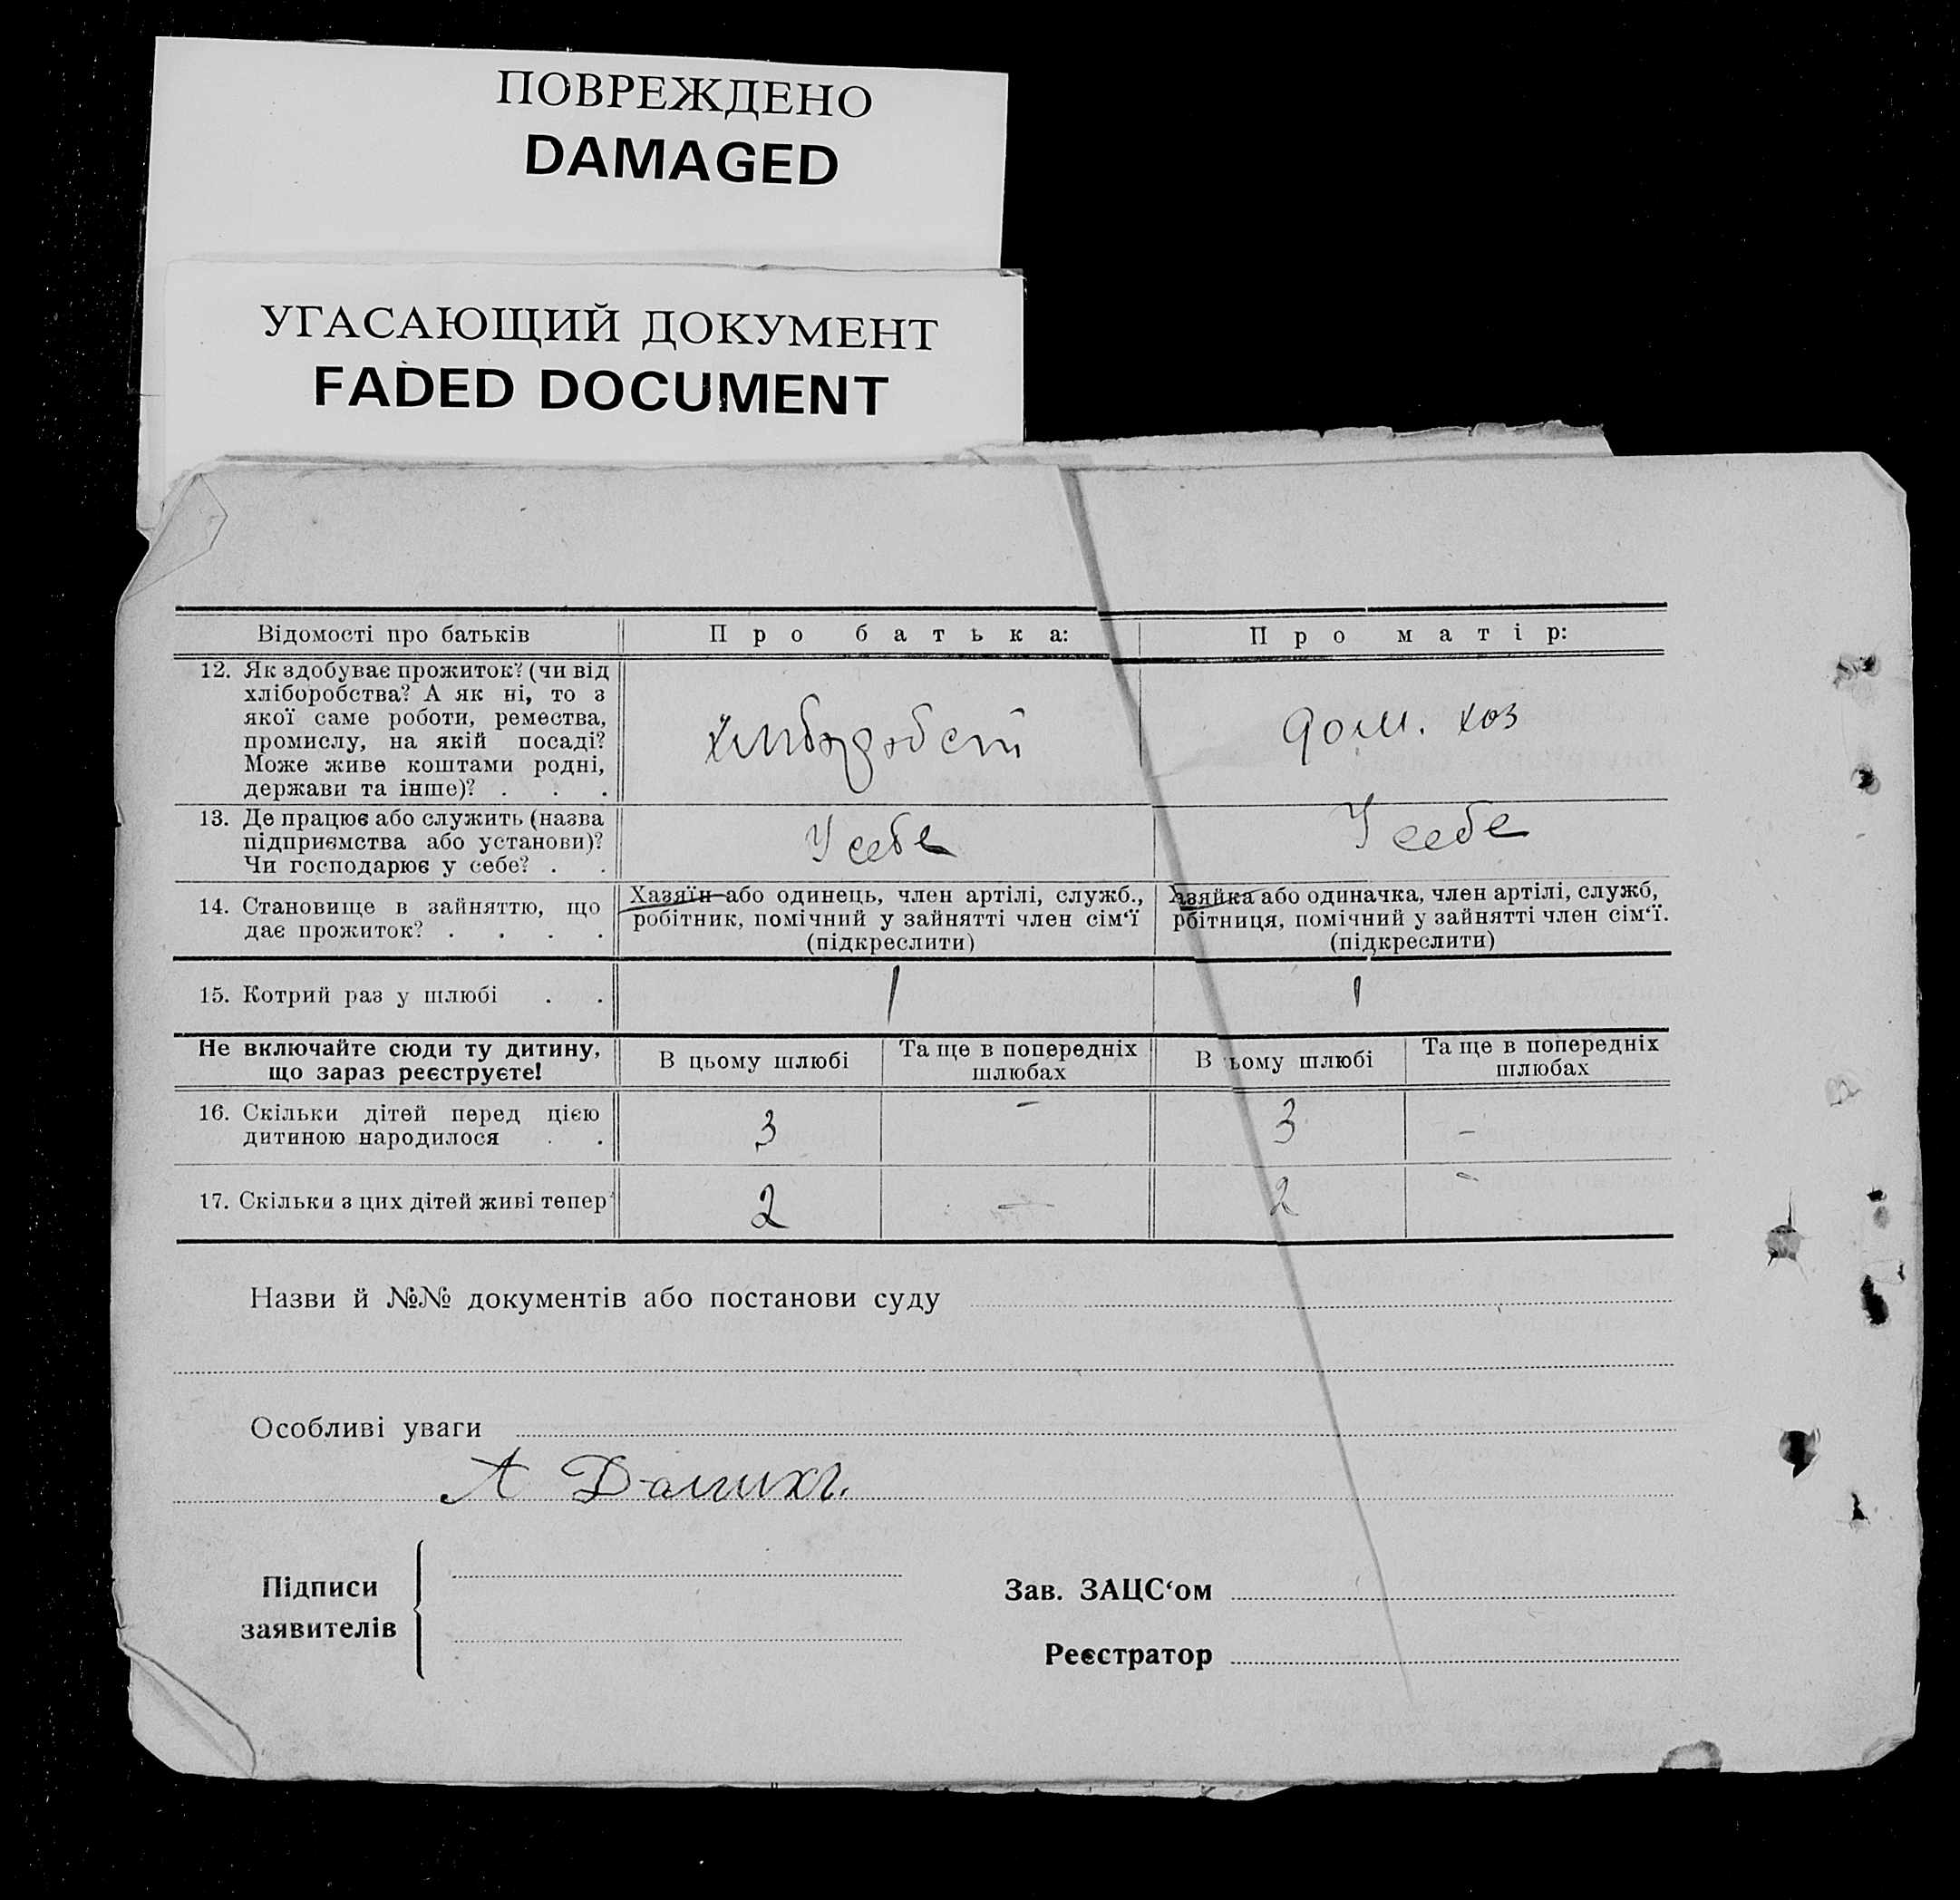 ПОВРЕЖДЕНО
DAMAGED
УГАСАЮЩИЙ ДОКУМЕНТ
FADED DOCUMENT
Відомості про батьків
Про батька:
Про матір:
12. Як здобуває прожиток? (чи від
хліборобства? А як ні, то з
якої саме роботи, ремества,
промислу, на якій посаді?
Може живе коштами родні,
держави та інше)? . . .
дом. хоз
13. Де працює або служить (назва
підприємства або установи)?
Чи господарює у себе? . .
У себе
У себе
14. Становище в зайняттю, що
дає прожиток? . . . .
Хазяїн або одинець, член артілі, служб.,
робітник, помічний у зайнятті член сім'ї
(підкреслити)
Хазяйка або одиначка, член артілі, служб,
рбітниця, помічний у зайнятті член сім'ї.
(підкреслити)
15. Котрий раз у шлюбі . .
1
1
Не включайте сюди ту дитину,
що зараз реєструєте!
В цьому шлюбі
Та ще в попередніх
шлюбах
В ьому шлюбі
Та ще в попередніх
шлюбах
16. Скільки дітей перед цією
дитиною народилося . .
3
–
3
–
17. Скільки з цих дітей живі тепер
2
–
2
–
Назви й №№ документів або постанови суду
Особливі уваги
А
Підписи
заявителів
Зав. ЗАЦС'ом
Реєстратор